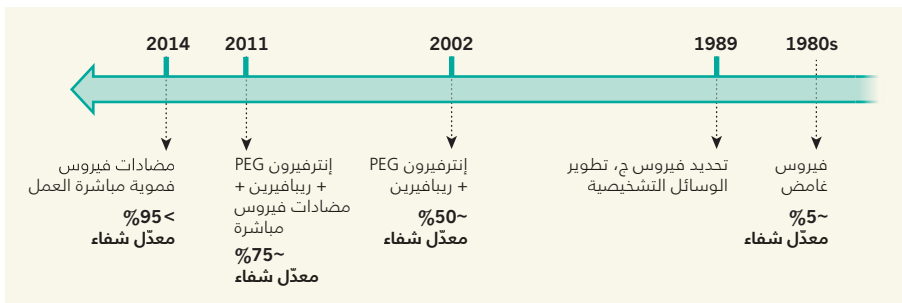 1980s
1989
2002
2011
2014
فيروس
غامض
%5~
معدّل شفاء
تحديد فيروس ج، تطوير
الوسائل التشخيصية
إنترفيرون PEG
+ ريبافيرين
%50~
معدّل شفاء
إنترفيرون PEG
+ ريبافيرين +
مضادات فيروس
مباشرة
%75~
معدّل شفاء
مضادات فيروس
فموية مباشرة العمل
%95<
معدّل شفاء